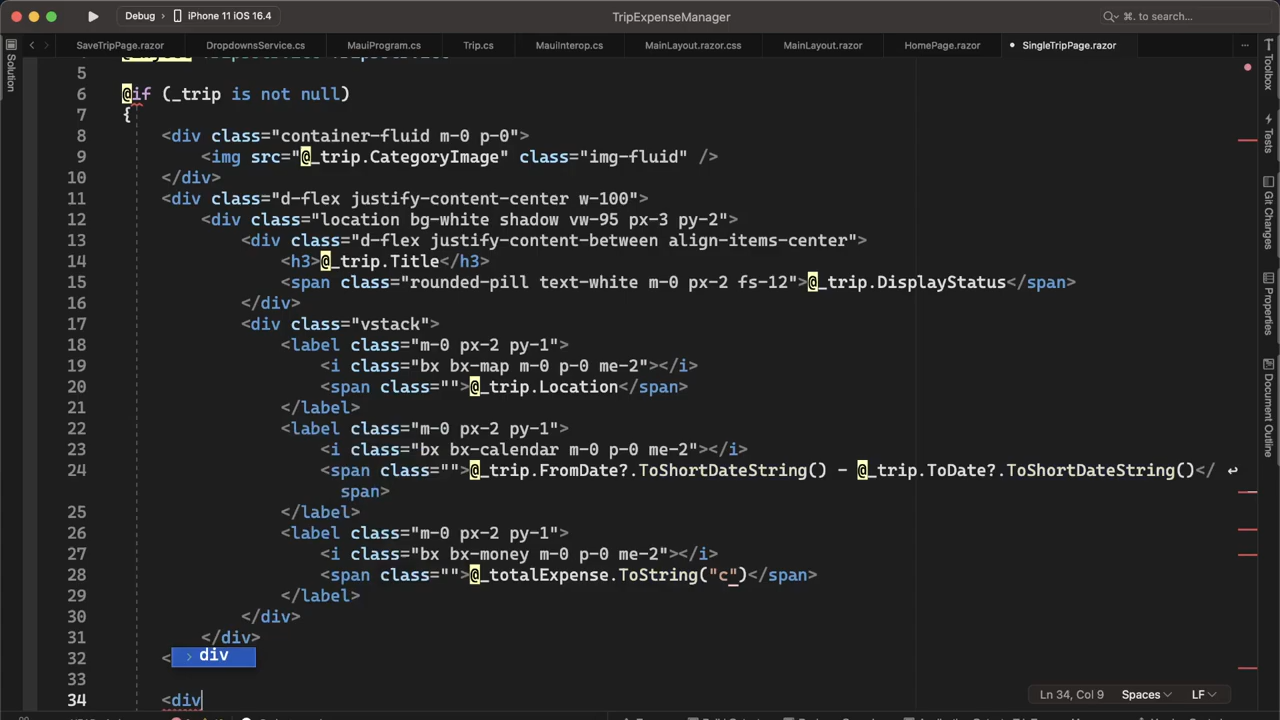 Debug > iPhone 11 iOS 16.4
TripExpenseManager
⌘. to search...
SaveTripPage.razor
DropdownsService.cs
MauiProgram.cs
Trip.cs
MauiInterop.cs
MainLayout.razor.css
MainLayout.razor
HomePage.razor
SingleTripPage.razor
Solution
5
6 @if (_trip is not null)
7 {
8 <div class="container-fluid m-0 p-0">
9 <img src="@_trip.CategoryImage" class="img-fluid" />
10 </div>
11 <div class="d-flex justify-content-center w-100">
12 <div class="location bg-white shadow vw-95 px-3 py-2">
13 <div class="d-flex justify-content-between align-items-center">
14 <h3>@_trip.Title</h3>
15 <span class="rounded-pill text-white m-0 px-2 fs-12">@_trip.DisplayStatus</span>
16 </div>
17 <div class="vstack">
18 <label class="m-0 px-2 py-1">
19 <i class="bx bx-map m-0 p-0 me-2"></i>
20 <span class="">@_trip.Location</span>
21 </label>
22 <label class="m-0 px-2 py-1">
23 <i class="bx bx-calendar m-0 p-0 me-2"></i>
24 <span class="">@_trip.FromDate?.ToShortDateString() - @_trip.ToDate?.ToShortDateString()</
span>
25 </label>
26 <label class="m-0 px-2 py-1">
27 <i class="bx bx-money m-0 p-0 me-2"></i>
28 <span class="">@_totalExpense.ToString("c")</span>
29 </label>
30 </div>
31 </div>
32 <
div
33
34 <div
Toolbox
Tests
Git Changes
Properties
Document Outline
Ln 34, Col 9
Spaces
LF